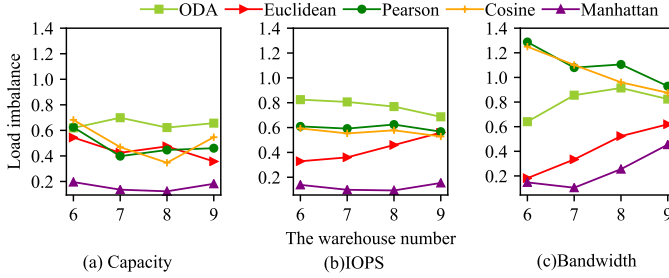 ODA Euclidean Pearson Cosine Manhattan
1.4 1.4 1.4
1.2 1.2 1.2
1.0 1.0 1.0
0.8 0.8 0.8
0.6 0.6 0.6
0.4 0.4 0.4
0.2 0.2 0.2
Load imbalance
6 7 8 9 6 7 8 9 6 7 8 9
The warehouse number
(a) Capacity (b)IOPS (c)Bandwidth